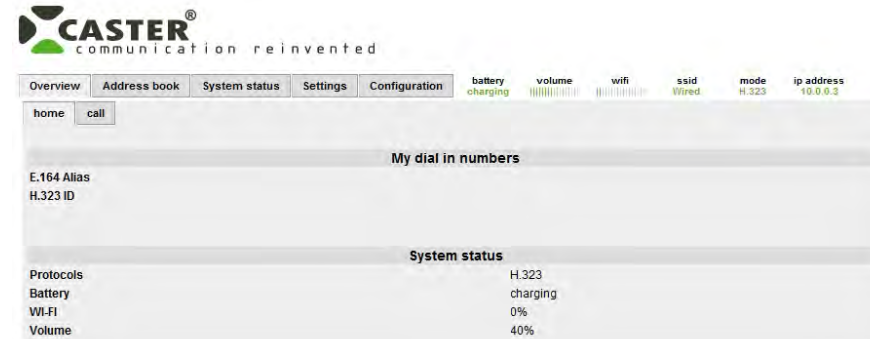 CASTER®
communication reinvented
Overview Address book System status Settings Configuration battery volume wifi ssid mode ip address
charging Wired H.323 10.0.0.3
home call
My dial in numbers
E.164 Alias
H.323 ID
System status
Protocols H.323
Battery charging
WI-FI 0%
Volume 40%